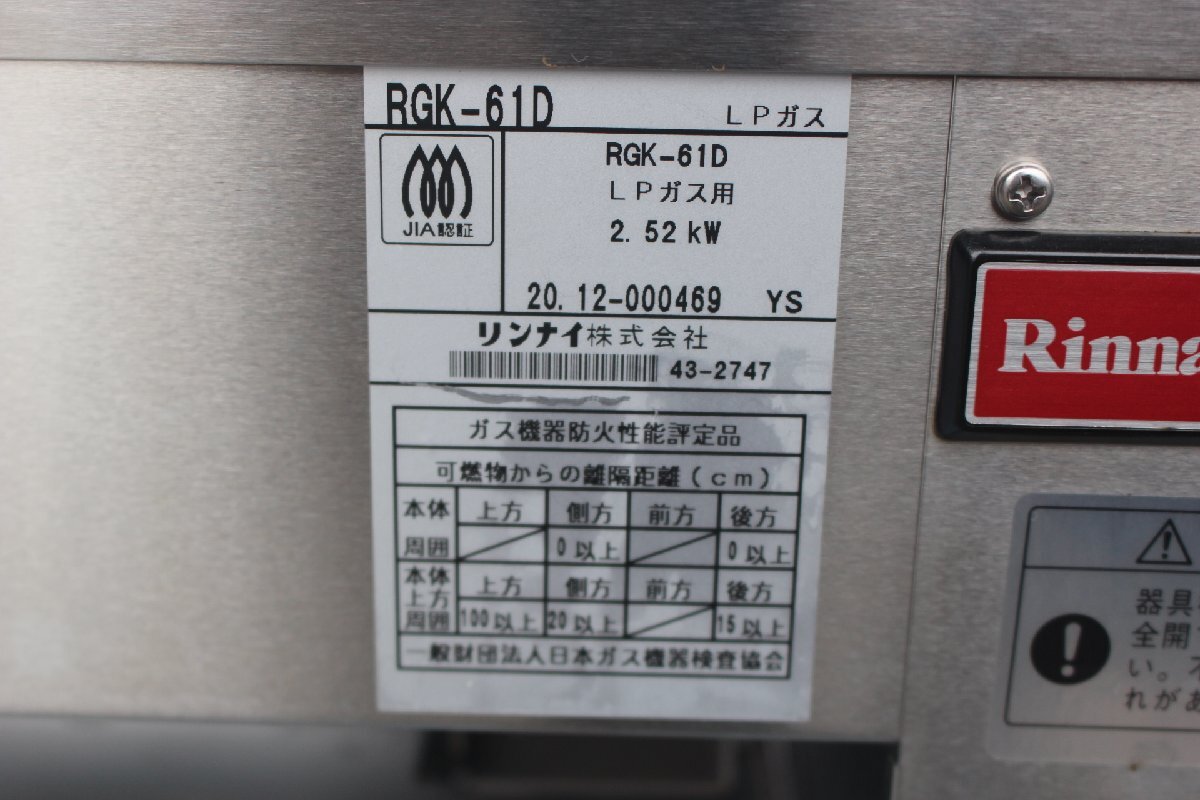 RGK-61D LPガス
JIA認証
RGK-61D
LPガス用
2.52 kW
20.12-000469 YS
リンナイ株式会社
43-2747
ガス機器防火性能評定品
可燃物からの離隔距離(cm)
本体 上方 側方 前方 後方
周囲 0以上 0以上
本体上方 上方 側方 前方 後方
周囲 100以上 20以上 15以上
一般財団法人日本ガス機器検査協会
Rinna
器具
全開
い。
れがあ